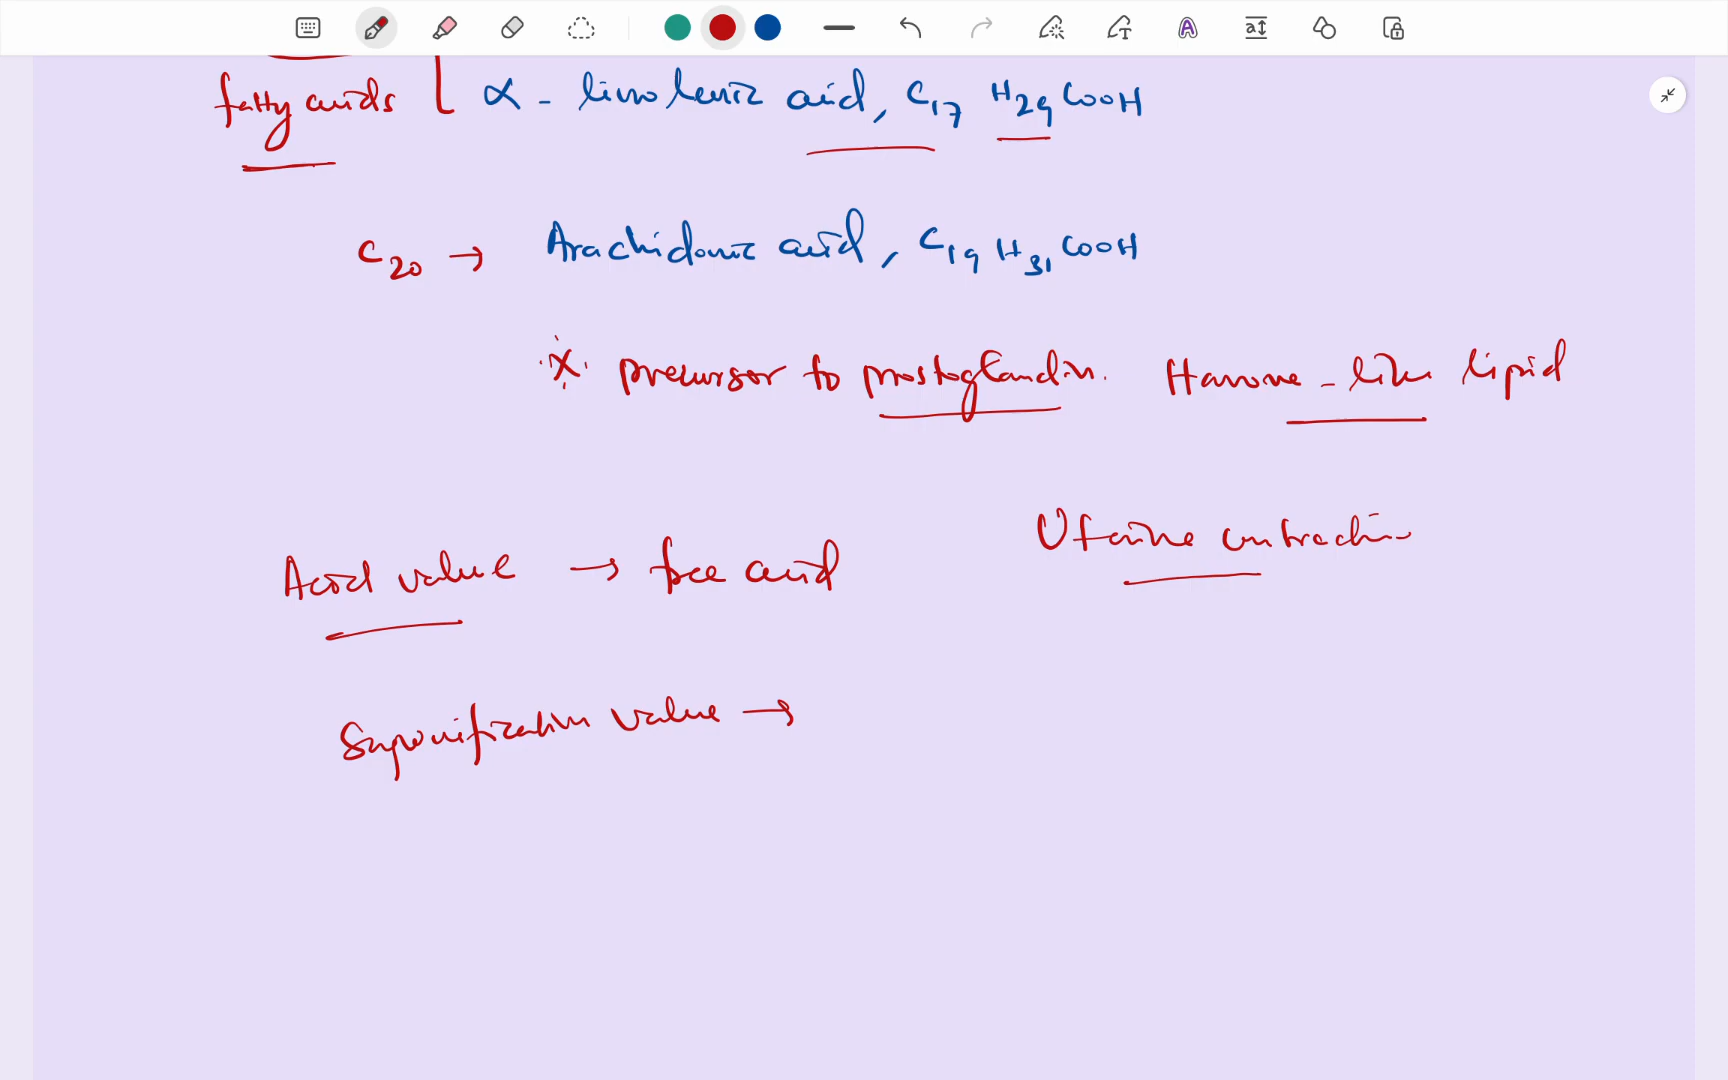 fatty acids α - linolenic acid, C17 H29 COOH
C20 → Arachidonic acid, C19 H31 COOH
* precursor to prostaglandin. Hormone - like lipid
Uterine contraction
Acid value → free acid
Saponification value →